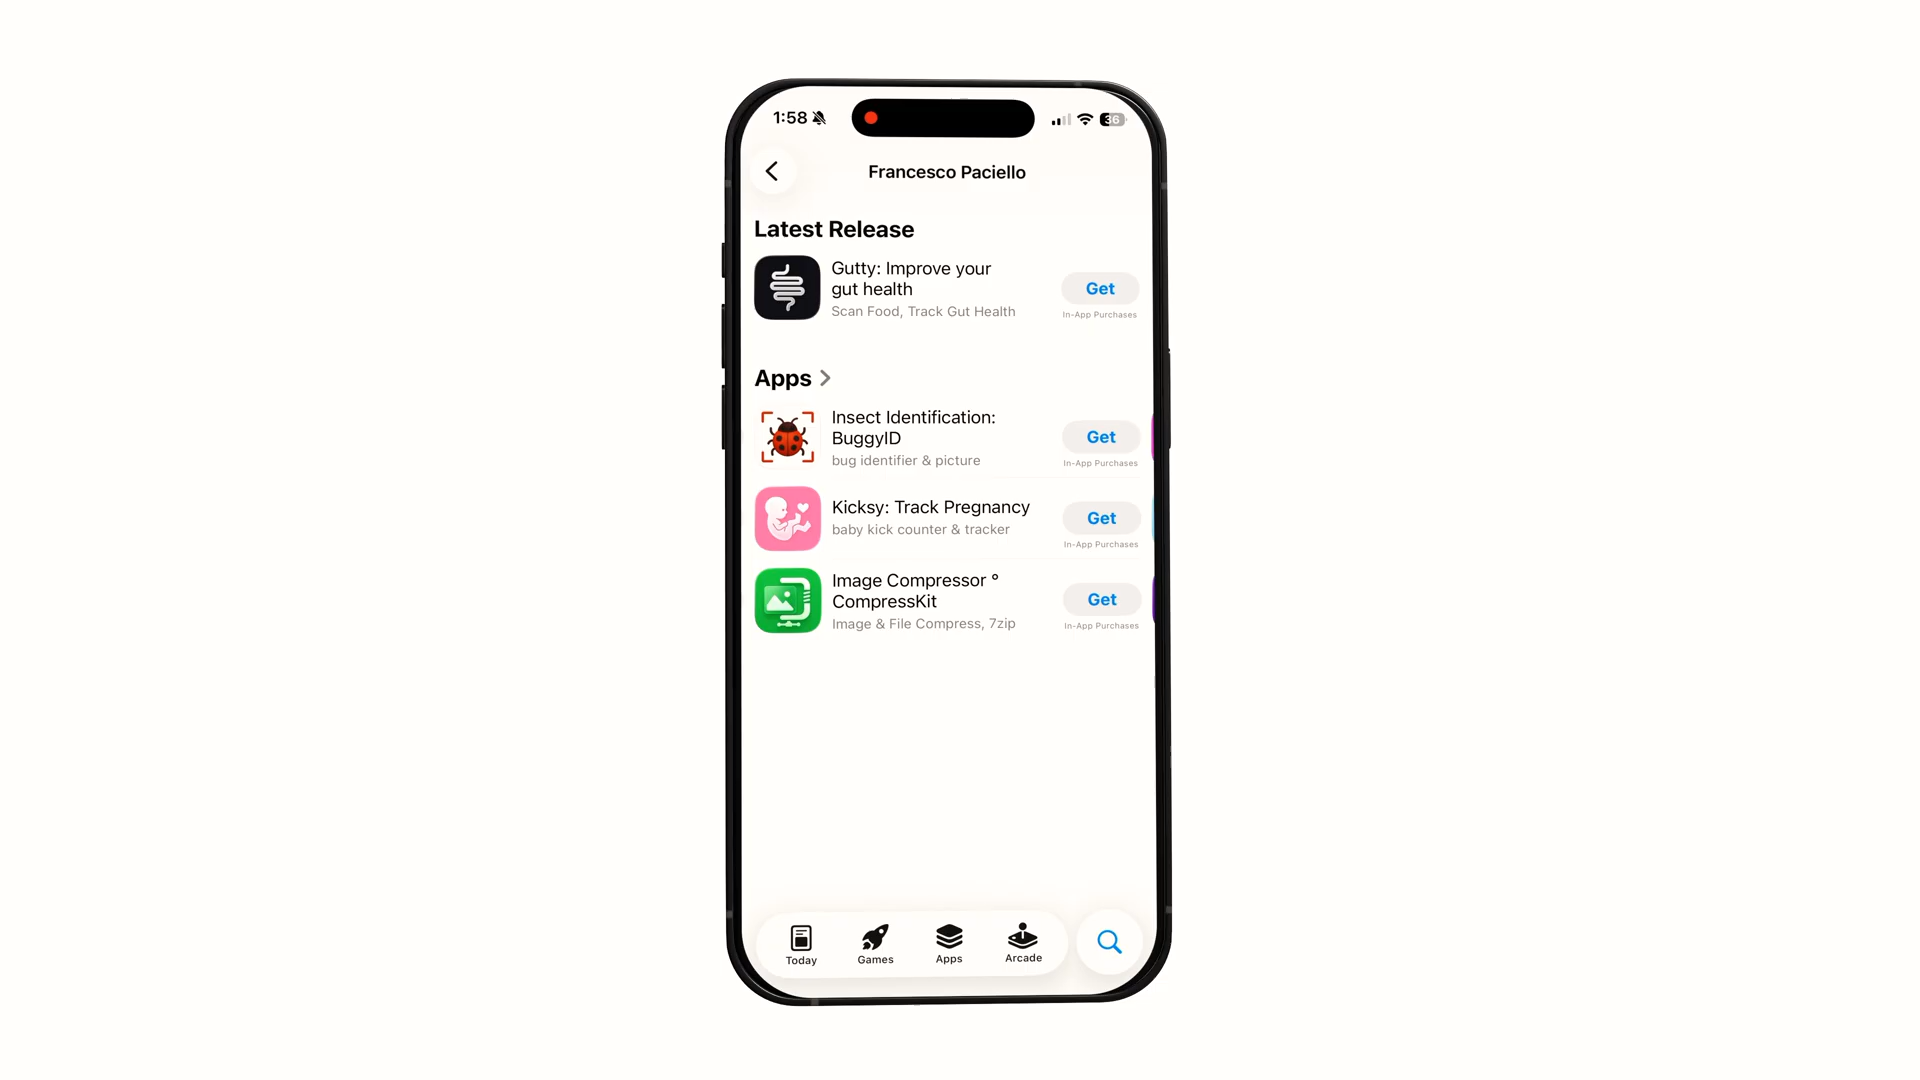 1:58
36
Francesco Paciello
Latest Release
Gutty: Improve your
gut health
Scan Food, Track Gut Health
Get
In-App Purchases
Apps
Insect Identification:
BuggyID
bug identifier & picture
Get
In-App Purchases
Kicksy: Track Pregnancy
baby kick counter & tracker
Get
In-App Purchases
Image Compressor °
CompressKit
Image & File Compress, 7zip
Get
In-App Purchases
Today
Games
Apps
Arcade